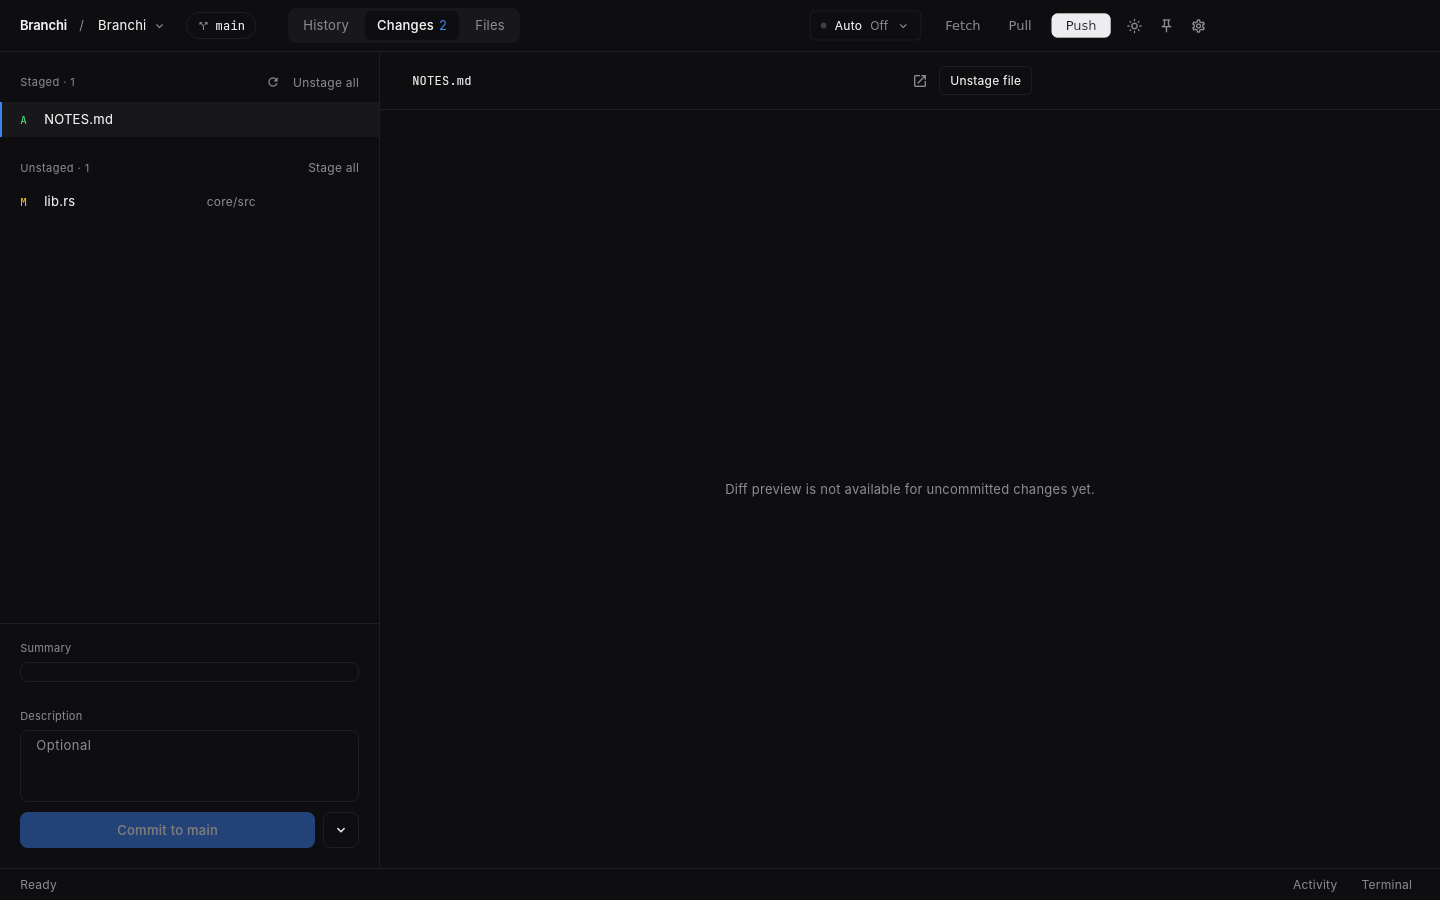 Branchi / Branchi main History Changes 2 Files Auto Off Fetch Pull Push
Staged · 1 Unstage all
NOTES.md Unstage file
A NOTES.md
Unstaged · 1 Stage all
M lib.rs core/src
Diff preview is not available for uncommitted changes yet.
Summary
Description
Optional
Commit to main
Ready Activity Terminal